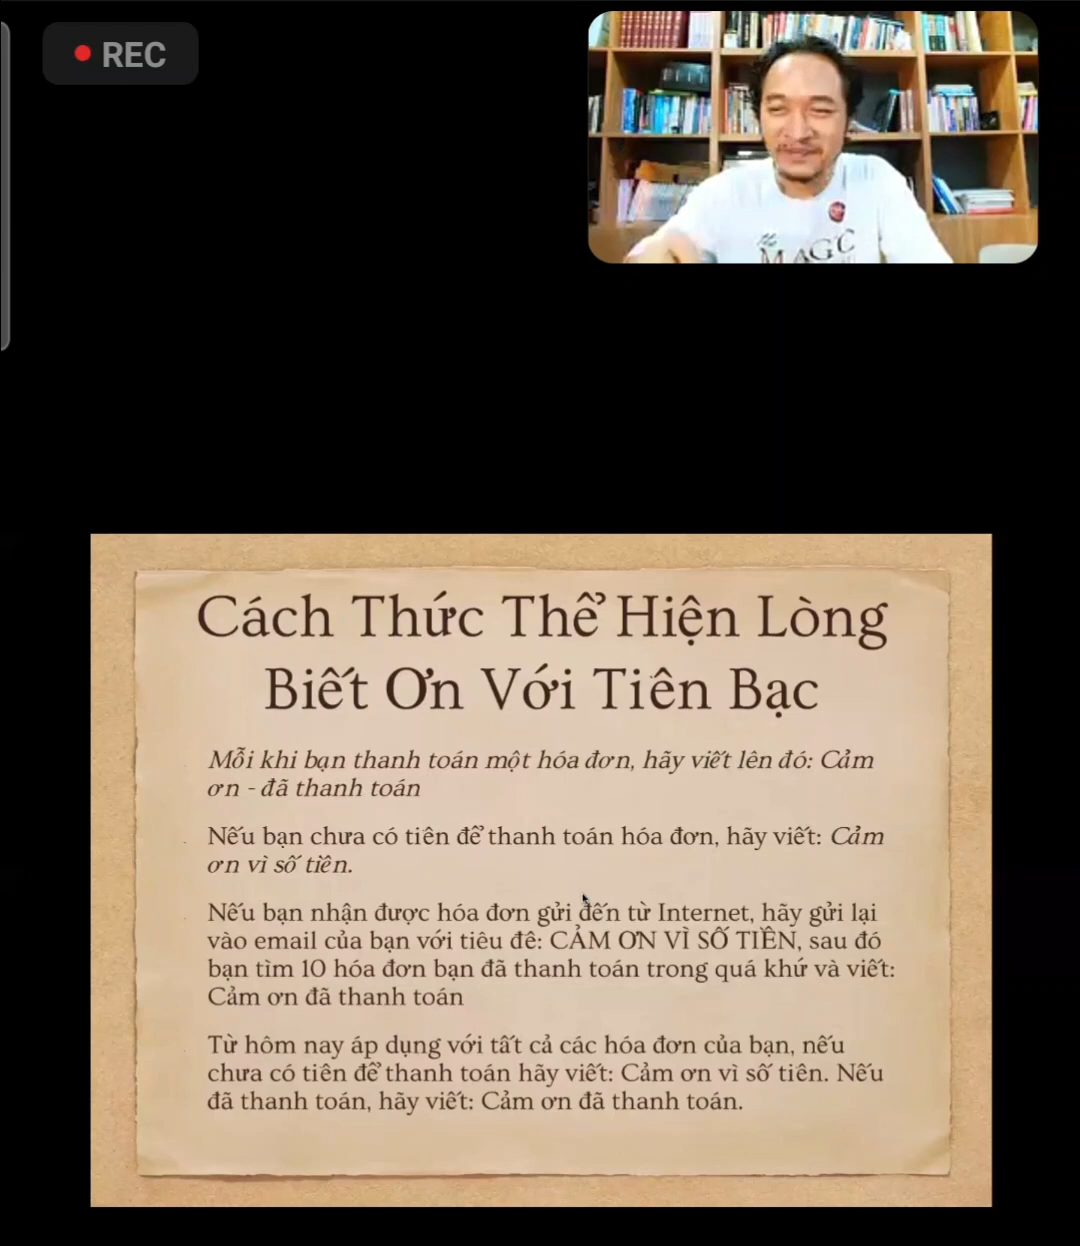 REC
MAGC
Cách Thức Thể Hiện Lòng
Biết Ơn Với Tiền Bạc
Mỗi khi bạn thanh toán một hóa đơn, hãy viết lên đó: Cảm
ơn - đã thanh toán
Nếu bạn chưa có tiền để thanh toán hóa đơn, hãy viết: Cảm
ơn vì số tiền.
Nếu bạn nhận được hóa đơn gửi đến từ Internet, hãy gửi lại
vào email của bạn với tiêu đề: CẢM ƠN VÌ SỐ TIỀN, sau đó
bạn tìm 10 hóa đơn bạn đã thanh toán trong quá khứ và viết:
Cảm ơn đã thanh toán
Từ hôm nay áp dụng với tất cả các hóa đơn của bạn, nếu
chưa có tiền để thanh toán hãy viết: Cảm ơn vì số tiền. Nếu
đã thanh toán, hãy viết: Cảm ơn đã thanh toán.